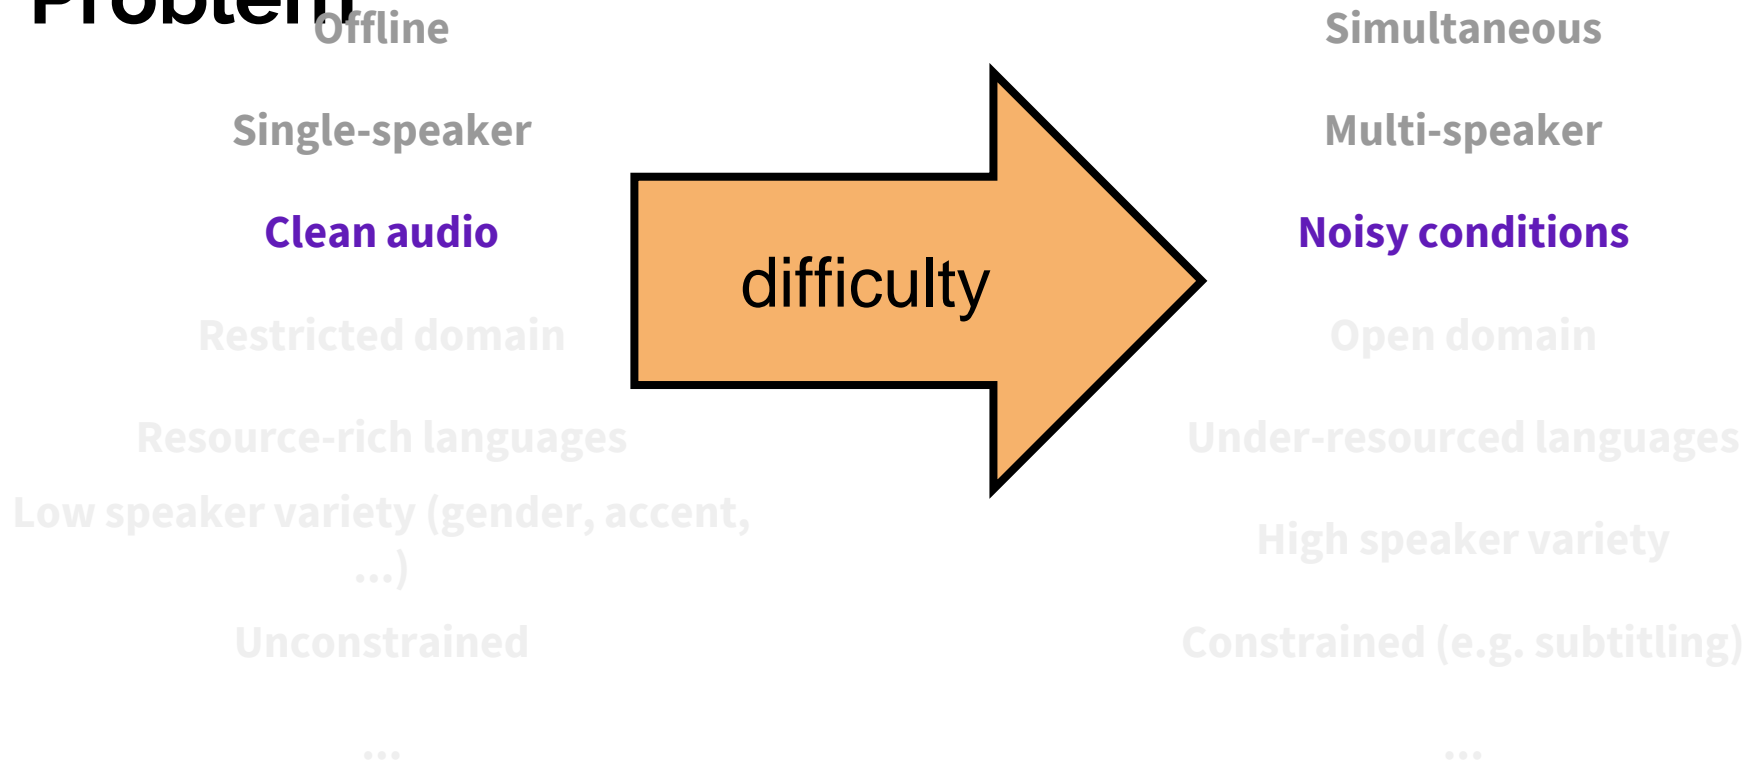 Problem
Offline
Simultaneous
Single-speaker
Multi-speaker
Clean audio
Noisy conditions
difficulty
Restricted domain
Open domain
Resource-rich languages
Under-resourced languages
Low speaker variety (gender, accent,
...)
High speaker variety
Unconstrained
Constrained (e.g. subtitling)
...
...